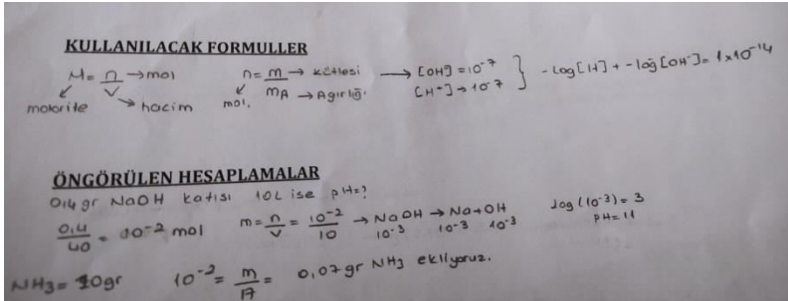 KULLANILACAK FORMULLER
M = n → mol n = m → kütlesi → [OH] = 10⁻⁷ } -log[H] + -log[OH⁻] = 1x10⁻¹⁴
V → hacim mA → Agırlığı [H⁺] → 10⁻⁷
molarite mol.
ÖNGÖRÜLEN HESAPLAMALAR
0,4 gr NaOH katısı 10L ise pH=?
0,4 / 40 = 10⁻² mol m = n / V = 10⁻² / 10 → NaOH → Na+OH log(10⁻³) = 3
10⁻³ 10⁻³ 10⁻³ pH=11
NH3 = 10gr 10⁻² = m / 17 = 0,07gr NH3 ekliyoruz.